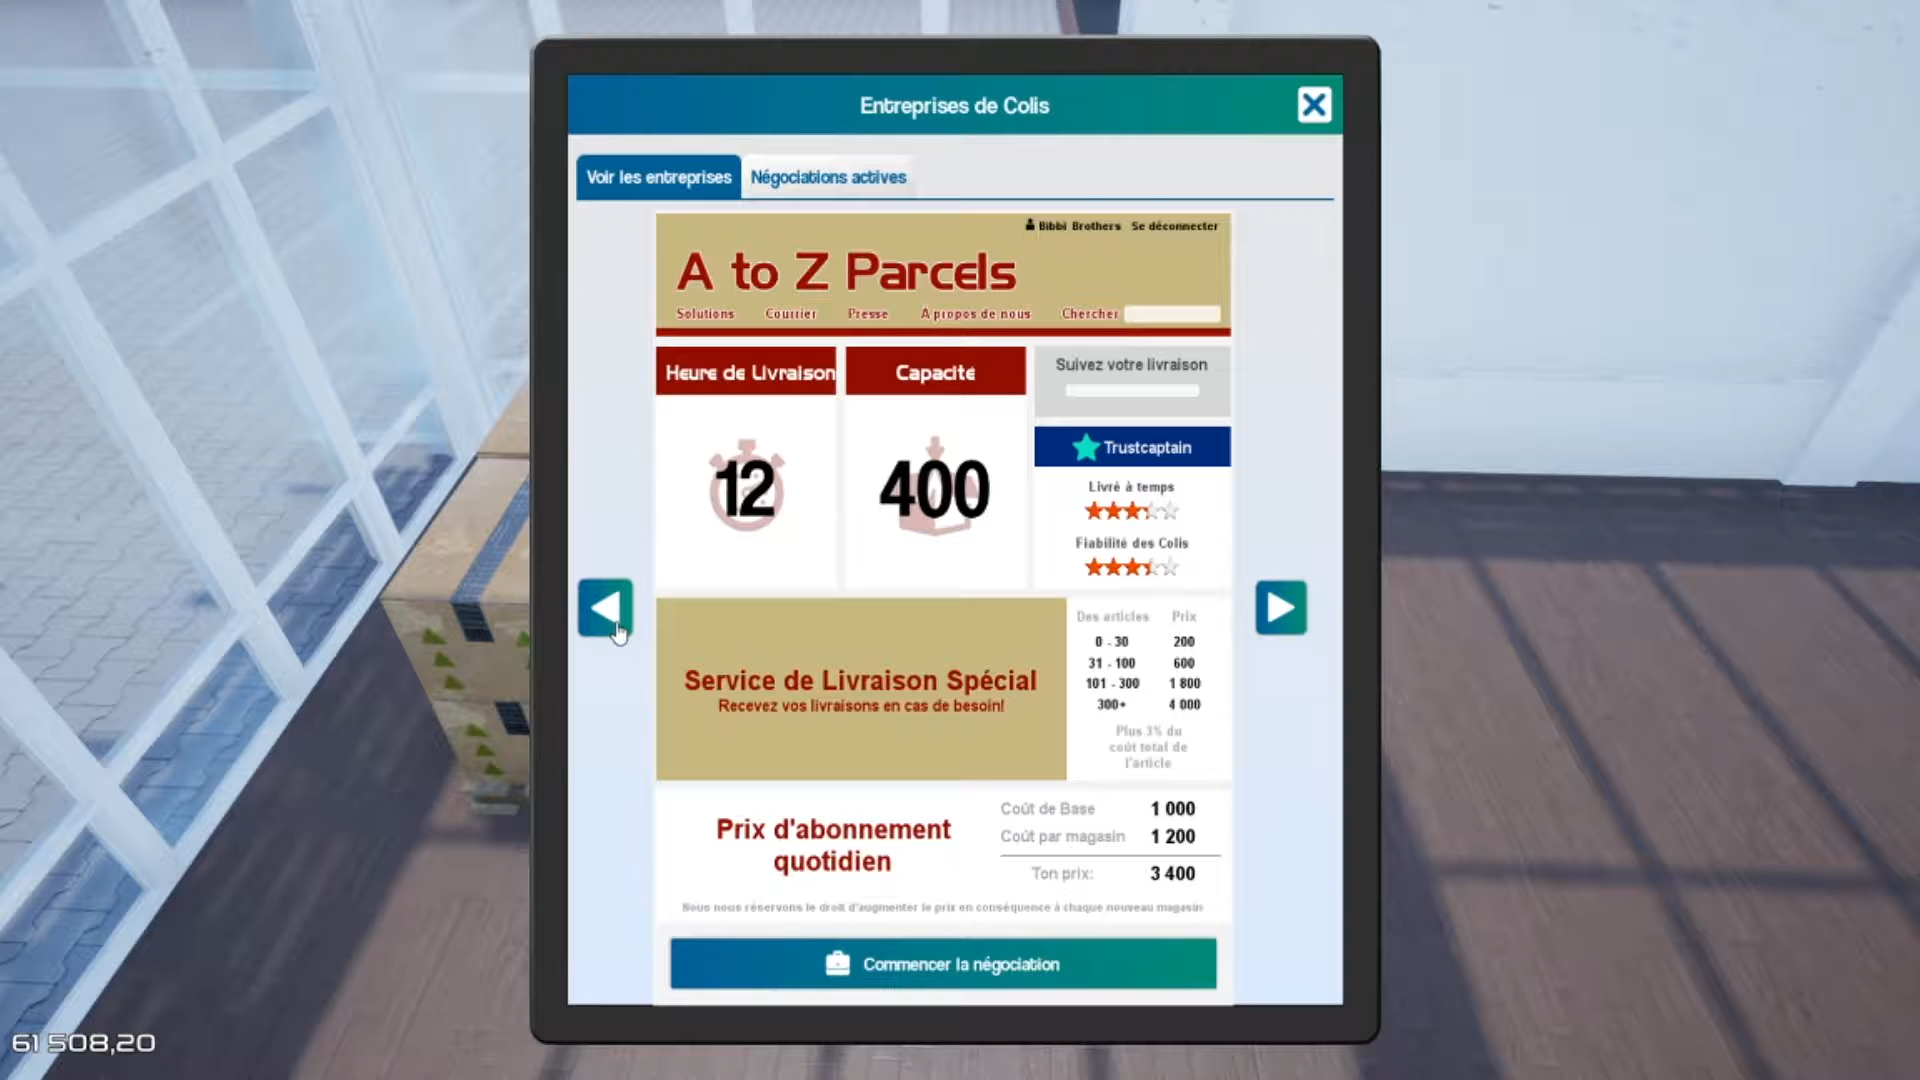 Entreprises de Colis
Voir les entreprises
Négociations actives
Bibbi Brothers Se déconnecter
A to Z Parcels
Solutions Courrier Presse À propos de nous Chercher
Heure de Livraison
Capacité
Suivez votre livraison
12
400
Trustcaptain
Livré à temps
Fiabilité des Colis
Service de Livraison Spécial
Recevez vos livraisons en cas de besoin!
Des articles Prix
0 - 30 200
31 - 100 600
101 - 300 1 800
300+ 4 000
Plus 3% du
coût total de
l'article
Prix d'abonnement
quotidien
Coût de Base 1 000
Coût par magasin 1 200
Ton prix: 3 400
Nous nous réservons le droit d'augmenter le prix en conséquence à chaque nouveau magasin
Commencer la négociation
61 508,20